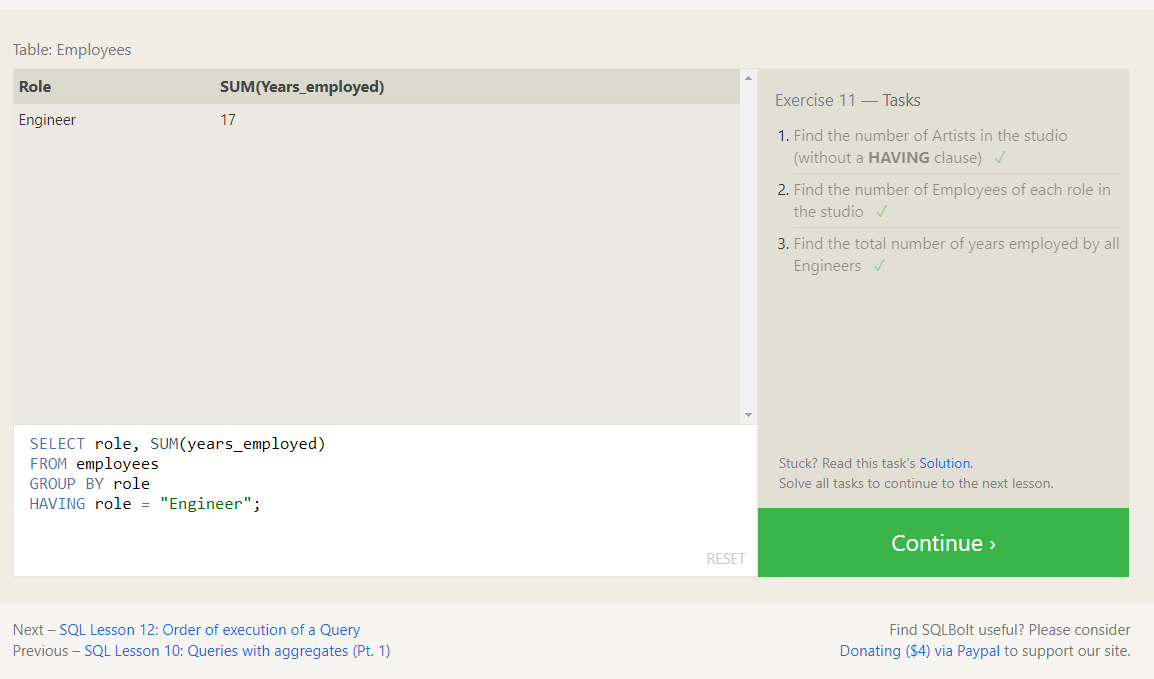 Table: Employees
Role SUM(Years_employed)
Engineer 17
Exercise 11 — Tasks
1. Find the number of Artists in the studio
(without a HAVING clause) ✓
2. Find the number of Employees of each role in
the studio ✓
3. Find the total number of years employed by all
Engineers ✓
SELECT role, SUM(years_employed)
FROM employees
GROUP BY role
HAVING role = "Engineer";
RESET
Stuck? Read this task's Solution.
Solve all tasks to continue to the next lesson.
Continue ›
Next – SQL Lesson 12: Order of execution of a Query
Previous – SQL Lesson 10: Queries with aggregates (Pt. 1)
Find SQLBolt useful? Please consider
Donating ($4) via Paypal to support our site.